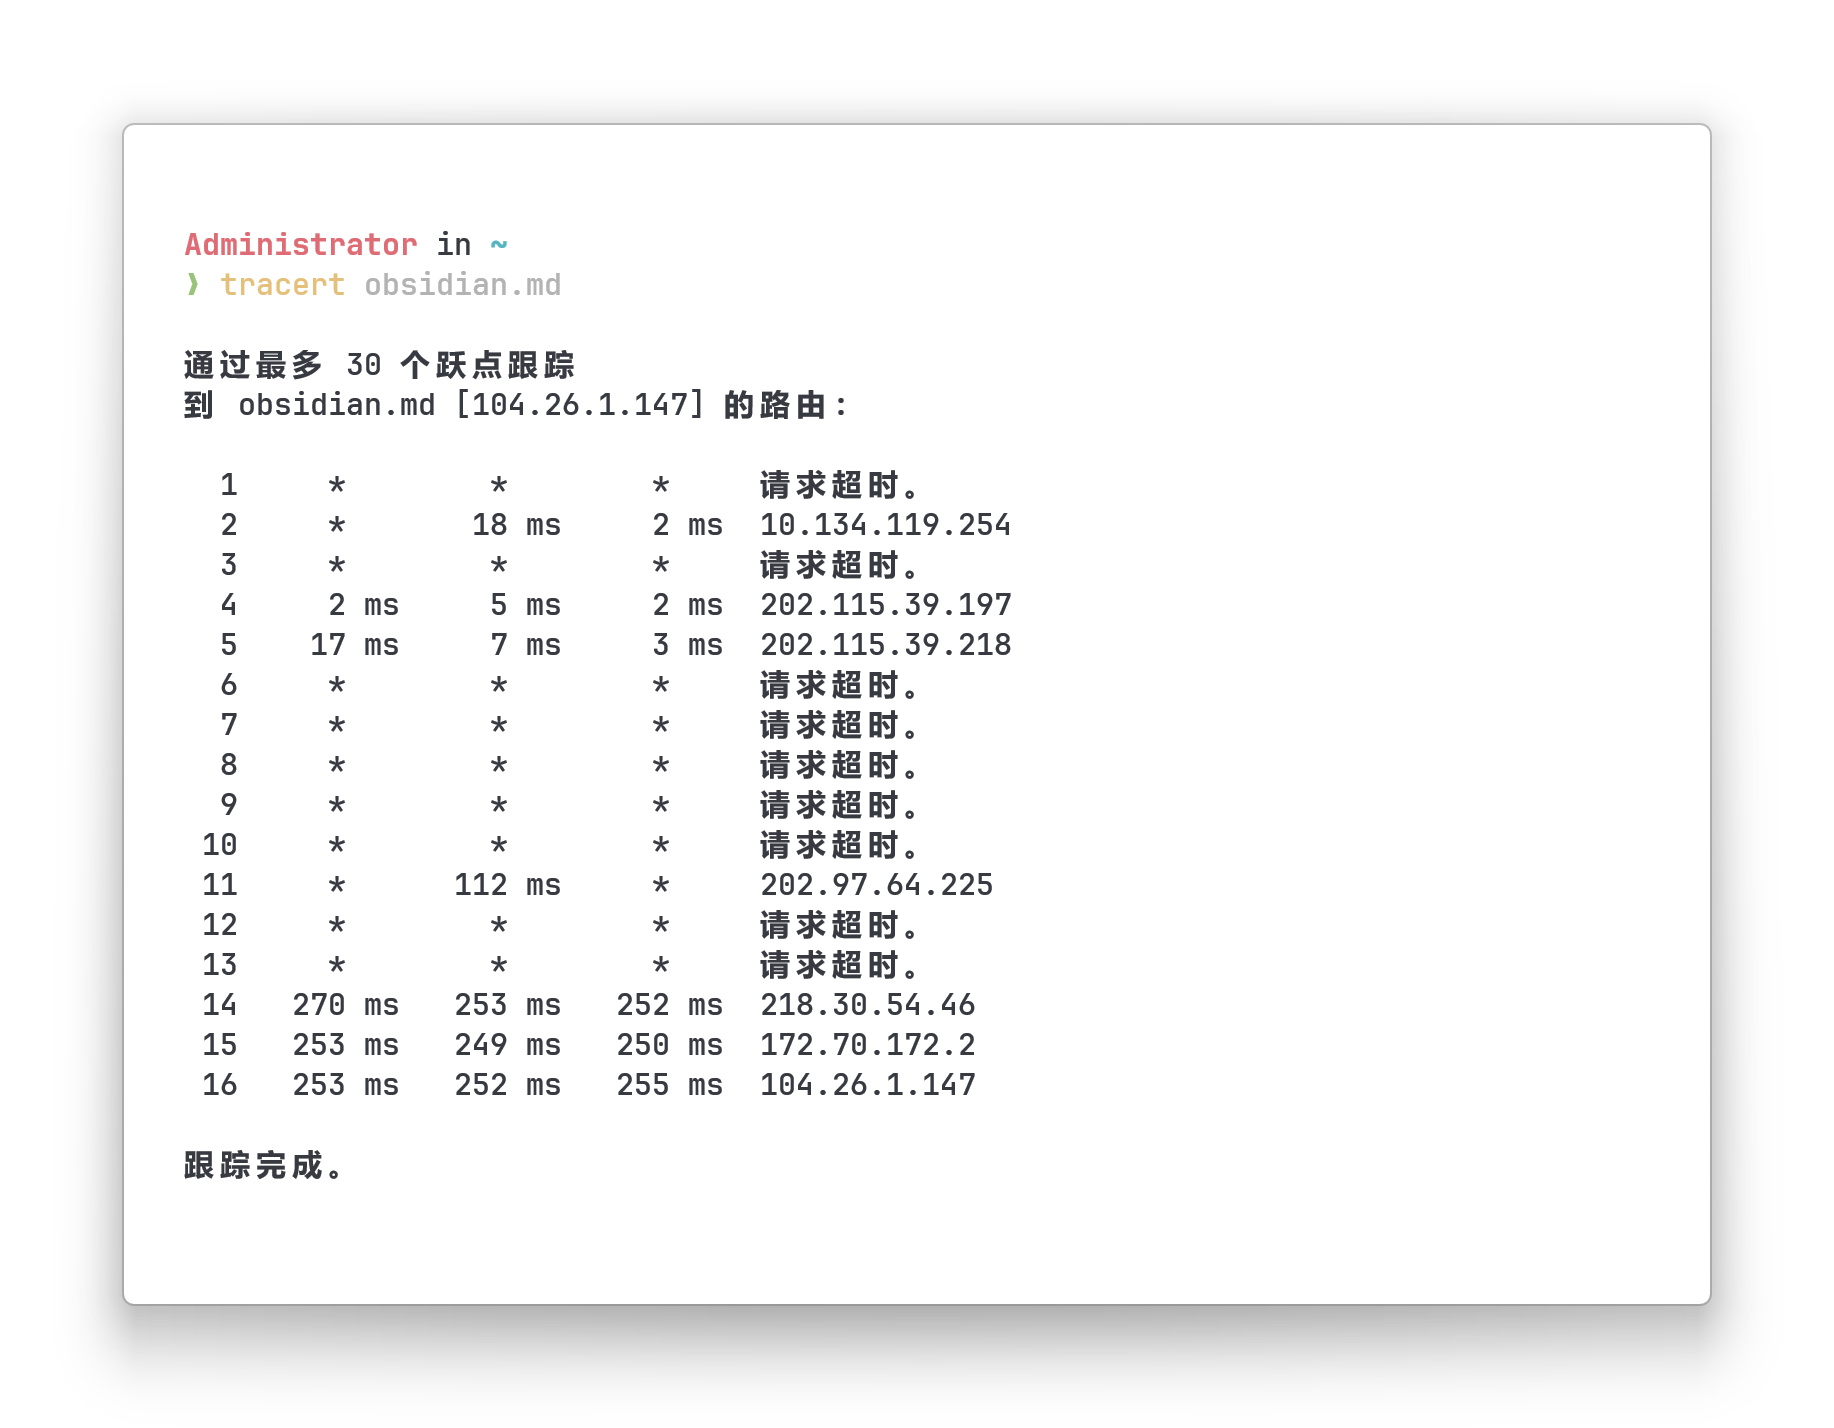 Administrator in ~
❯ tracert obsidian.md
通过最多 30 个跃点跟踪
到 obsidian.md [104.26.1.147] 的路由:
1 * * * 请求超时。
2 * 18 ms 2 ms 10.134.119.254
3 * * * 请求超时。
4 2 ms 5 ms 2 ms 202.115.39.197
5 17 ms 7 ms 3 ms 202.115.39.218
6 * * * 请求超时。
7 * * * 请求超时。
8 * * * 请求超时。
9 * * * 请求超时。
10 * * * 请求超时。
11 * 112 ms * 202.97.64.225
12 * * * 请求超时。
13 * * * 请求超时。
14 270 ms 253 ms 252 ms 218.30.54.46
15 253 ms 249 ms 250 ms 172.70.172.2
16 253 ms 252 ms 255 ms 104.26.1.147
跟踪完成。